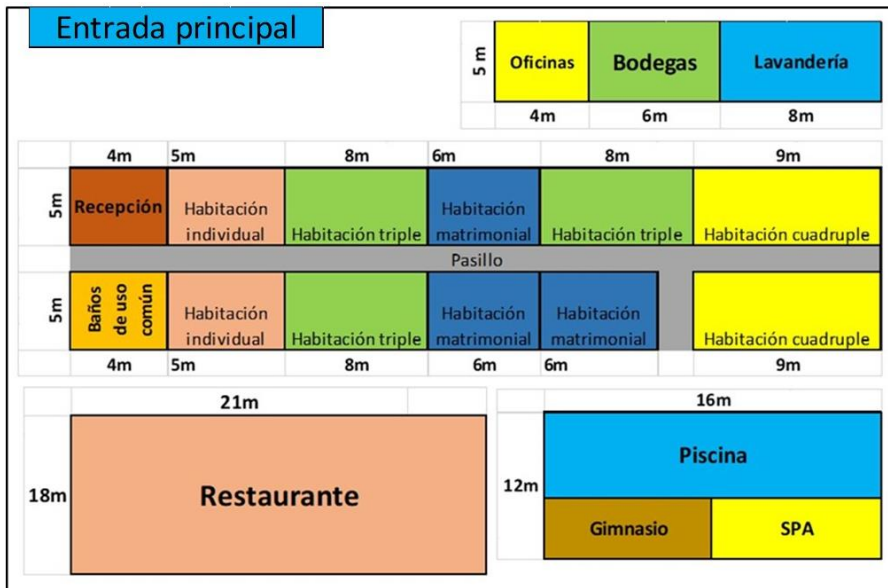 Entrada principal
5 m
Oficinas
Bodegas
Lavandería
4m
6m
8m
4m
5m
8m
6m
8m
9m
5m
Recepción
Habitación
individual
Habitación triple
Habitación
matrimonial
Habitación triple
Habitación cuadruple
Pasillo
5m
Baños
de uso
común
Habitación
individual
Habitación triple
Habitación
matrimonial
Habitación
matrimonial
Habitación cuadruple
4m
5m
8m
6m
6m
9m
21m
18m
Restaurante
16m
12m
Piscina
Gimnasio
SPA